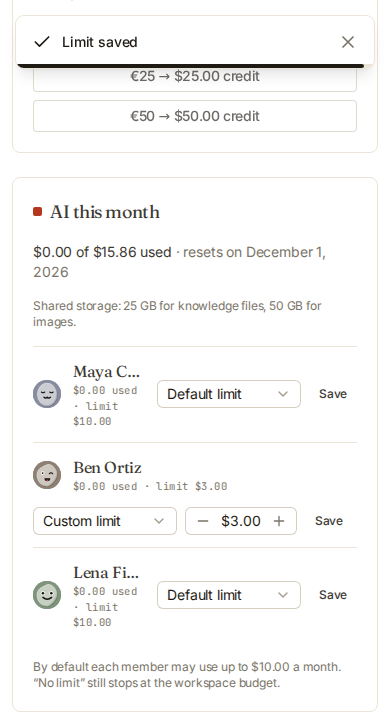 Limit saved
€25 → $25.00 credit
€50 → $50.00 credit
AI this month
$0.00 of $15.86 used · resets on December 1,
2026
Shared storage: 25 GB for knowledge files, 50 GB for
images.
Maya C...
$0.00 used
· limit
$10.00
Default limit
Save
Ben Ortiz
$0.00 used · limit $3.00
Custom limit
− $3.00 +
Save
Lena Fi...
$0.00 used
· limit
$10.00
Default limit
Save
By default each member may use up to $10.00 a month.
“No limit” still stops at the workspace budget.